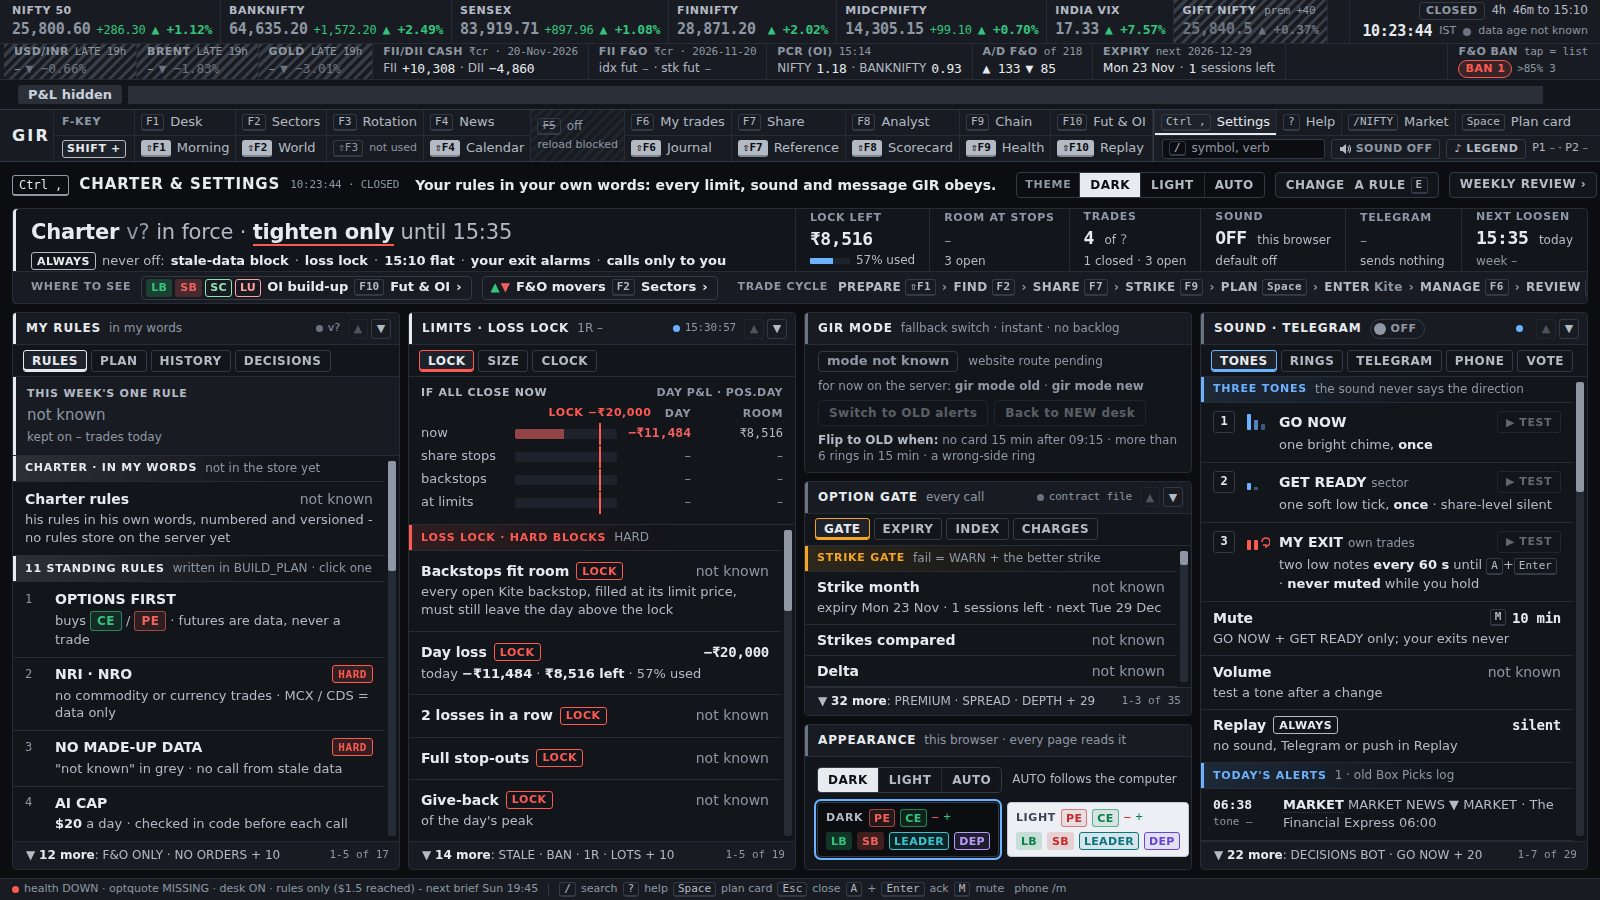 NIFTY 50 BANKNIFTY SENSEX FINNIFTY MIDCPNIFTY INDIA VIX GIFT NIFTY prem +40 CLOSED 4h 46m to 15:10
25,800.60 +286.30 ▲ +1.12% 64,635.20 +1,572.20 ▲ +2.49% 83,919.71 +897.96 ▲ +1.08% 28,871.20 ▲ +2.02% 14,305.15 +99.10 ▲ +0.70% 17.33 ▲ +7.57% 25,840.5 ▲ +0.37% 10:23:44 IST ● data age not known
USD/INR LATE 19h BRENT LATE 19h GOLD LATE 19h FII/DII CASH ₹cr · 20-Nov-2026 FII F&O ₹cr · 2026-11-20 PCR (OI) 15:14 A/D F&O of 218 EXPIRY next 2026-12-29 F&O BAN tap = list
– ▼ −0.66% – ▼ −1.83% – ▼ −3.01% FII +10,308 · DII −4,860 idx fut – · stk fut – NIFTY 1.18 · BANKNIFTY 0.93 ▲ 133 ▼ 85 Mon 23 Nov · 1 sessions left BAN 1 >85% 3
P&L hidden
GIR F-KEY F1 Desk F2 Sectors F3 Rotation F4 News F5 off F6 My trades F7 Share F8 Analyst F9 Chain F10 Fut & OI Ctrl , Settings ? Help /NIFTY Market Space Plan card
SHIFT + ⇧F1 Morning ⇧F2 World ⇧F3 not used ⇧F4 Calendar reload blocked ⇧F6 Journal ⇧F7 Reference ⇧F8 Scorecard ⇧F9 Health ⇧F10 Replay / symbol, verb SOUND OFF ♪ LEGEND P1 – · P2 –
Ctrl , CHARTER & SETTINGS 10:23:44 · CLOSED Your rules in your own words: every limit, sound and message GIR obeys. THEME DARK LIGHT AUTO CHANGE A RULE E WEEKLY REVIEW ›
Charter v? in force · tighten only until 15:35
ALWAYS never off: stale-data block · loss lock · 15:10 flat · your exit alarms · calls only to you
LOCK LEFT ROOM AT STOPS TRADES SOUND TELEGRAM NEXT LOOSEN
₹8,516 – 4 of ? OFF this browser – 15:35 today
57% used 3 open 1 closed · 3 open default off sends nothing week –
WHERE TO SEE LB SB SC LU OI build-up F10 Fut & OI › ▲▼ F&O movers F2 Sectors › TRADE CYCLE PREPARE ⇧F1 › FIND F2 › SHARE F7 › STRIKE F9 › PLAN Space › ENTER Kite › MANAGE F6 › REVIEW
MY RULES in my words ● v? ▲ ▼
RULES PLAN HISTORY DECISIONS
THIS WEEK'S ONE RULE
not known
kept on – trades today
CHARTER · IN MY WORDS not in the store yet
Charter rules not known
his rules in his own words, numbered and versioned -
no rules store on the server yet
11 STANDING RULES written in BUILD_PLAN · click one
1 OPTIONS FIRST
buys CE / PE · futures are data, never a
trade
2 NRI · NRO HARD
no commodity or currency trades · MCX / CDS =
data only
3 NO MADE-UP DATA HARD
"not known" in grey · no call from stale data
4 AI CAP
$20 a day · checked in code before each call
▼ 12 more: F&O ONLY · NO ORDERS + 10 1-5 of 17
LIMITS · LOSS LOCK 1R – ● 15:30:57 ▲ ▼
LOCK SIZE CLOCK
IF ALL CLOSE NOW DAY P&L · POS.DAY
LOCK −₹20,000 DAY ROOM
now −₹11,484 ₹8,516
share stops – –
backstops – –
at limits – –
LOSS LOCK · HARD BLOCKS HARD
Backstops fit room LOCK not known
every open Kite backstop, filled at its limit price,
must still leave the day above the lock
Day loss LOCK −₹20,000
today −₹11,484 · ₹8,516 left · 57% used
2 losses in a row LOCK not known
Full stop-outs LOCK not known
Give-back LOCK not known
of the day's peak
▼ 14 more: STALE · BAN · 1R · LOTS + 10 1-5 of 19
GIR MODE fallback switch · instant · no backlog
mode not known website route pending
for now on the server: gir mode old · gir mode new
Switch to OLD alerts Back to NEW desk
Flip to OLD when: no card 15 min after 09:15 · more than
6 rings in 15 min · a wrong-side ring
OPTION GATE every call ● contract file ▲ ▼
GATE EXPIRY INDEX CHARGES
STRIKE GATE fail = WARN + the better strike
Strike month not known
expiry Mon 23 Nov · 1 sessions left · next Tue 29 Dec
Strikes compared not known
Delta not known
▼ 32 more: PREMIUM · SPREAD · DEPTH + 29 1-3 of 35
APPEARANCE this browser · every page reads it
DARK LIGHT AUTO AUTO follows the computer
DARK PE CE − + LIGHT PE CE − +
LB SB LEADER DEP LB SB LEADER DEP
SOUND · TELEGRAM OFF ● ▲ ▼
TONES RINGS TELEGRAM PHONE VOTE
THREE TONES the sound never says the direction
1 GO NOW ▶ TEST
one bright chime, once
2 GET READY sector ▶ TEST
one soft low tick, once · share-level silent
3 MY EXIT own trades ▶ TEST
two low notes every 60 s until A+Enter
· never muted while you hold
Mute M 10 min
GO NOW + GET READY only; your exits never
Volume not known
test a tone after a change
Replay ALWAYS silent
no sound, Telegram or push in Replay
TODAY'S ALERTS 1 · old Box Picks log
06:38 MARKET MARKET NEWS ▼ MARKET · The
tone – Financial Express 06:00
▼ 22 more: DECISIONS BOT · GO NOW + 20 1-7 of 29
● health DOWN · optquote MISSING · desk ON · rules only ($1.5 reached) - next brief Sun 19:45 / search ? help Space plan card Esc close A + Enter ack M mute phone /m